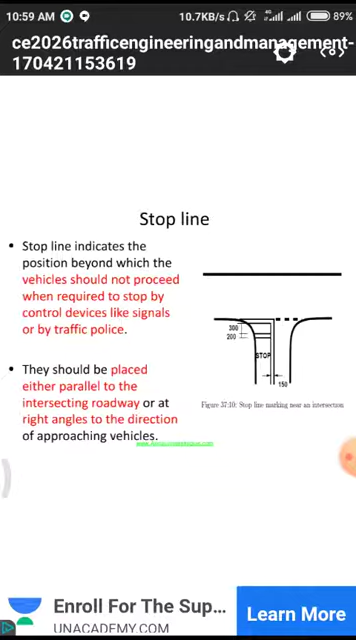 10:59 AM
10.7KB/s
4G
89%
ce2026trafficengineeringandmanagement-
170421153619
Stop line
• Stop line indicates the
position beyond which the
vehicles should not proceed
when required to stop by
control devices like signals
or by traffic police.
• They should be placed
either parallel to the
intersecting roadway or at
right angles to the direction
of approaching vehicles.
300
200
STOP
150
Figure 37:10: Stop line marking near an intersection
Enroll For The Sup...
UNACADEMY.COM
Learn More